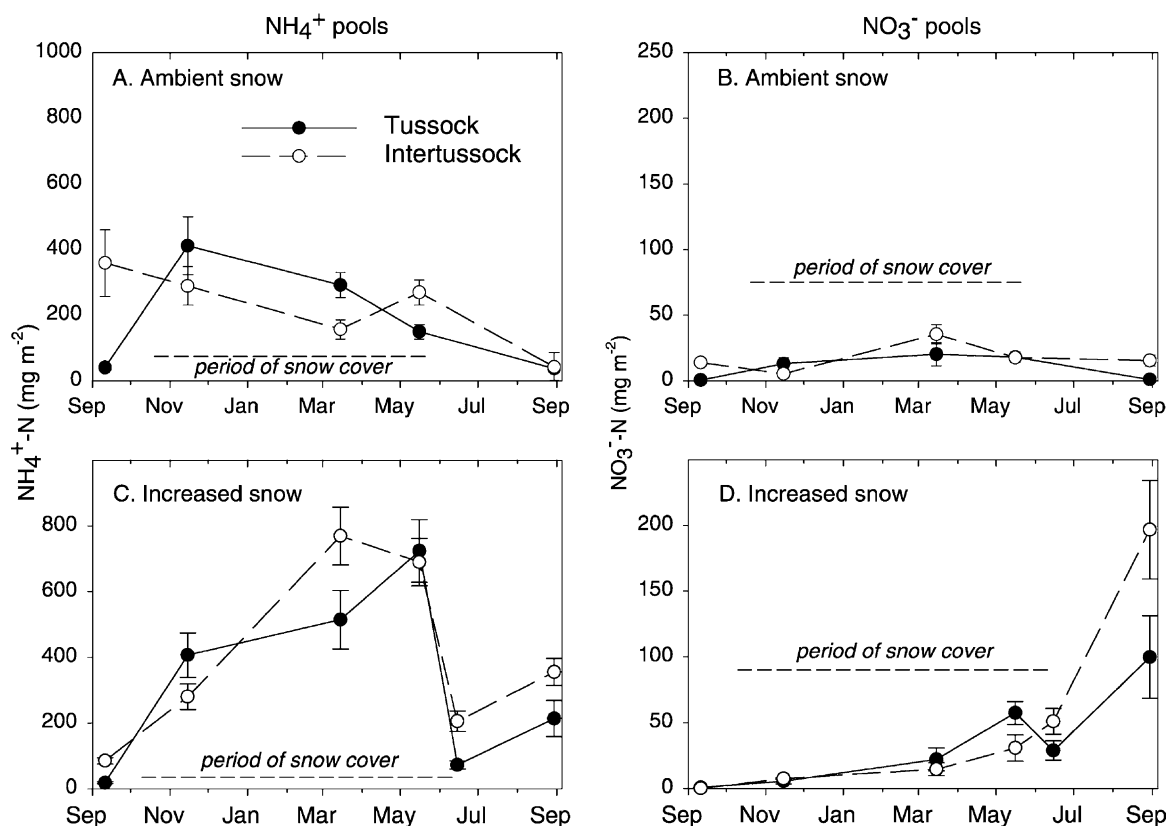 NH4+ pools
NO3- pools
A. Ambient snow
Tussock
Intertussock
period of snow cover
1000
800
600
400
200
0
Sep Nov Jan Mar May Jul Sep
B. Ambient snow
period of snow cover
250
200
150
100
50
0
Sep Nov Jan Mar May Jul Sep
NH4+-N (mg m-2)
C. Increased snow
period of snow cover
800
600
400
200
0
Sep Nov Jan Mar May Jul Sep
NO3--N (mg m-2)
D. Increased snow
period of snow cover
200
150
100
50
0
Sep Nov Jan Mar May Jul Sep